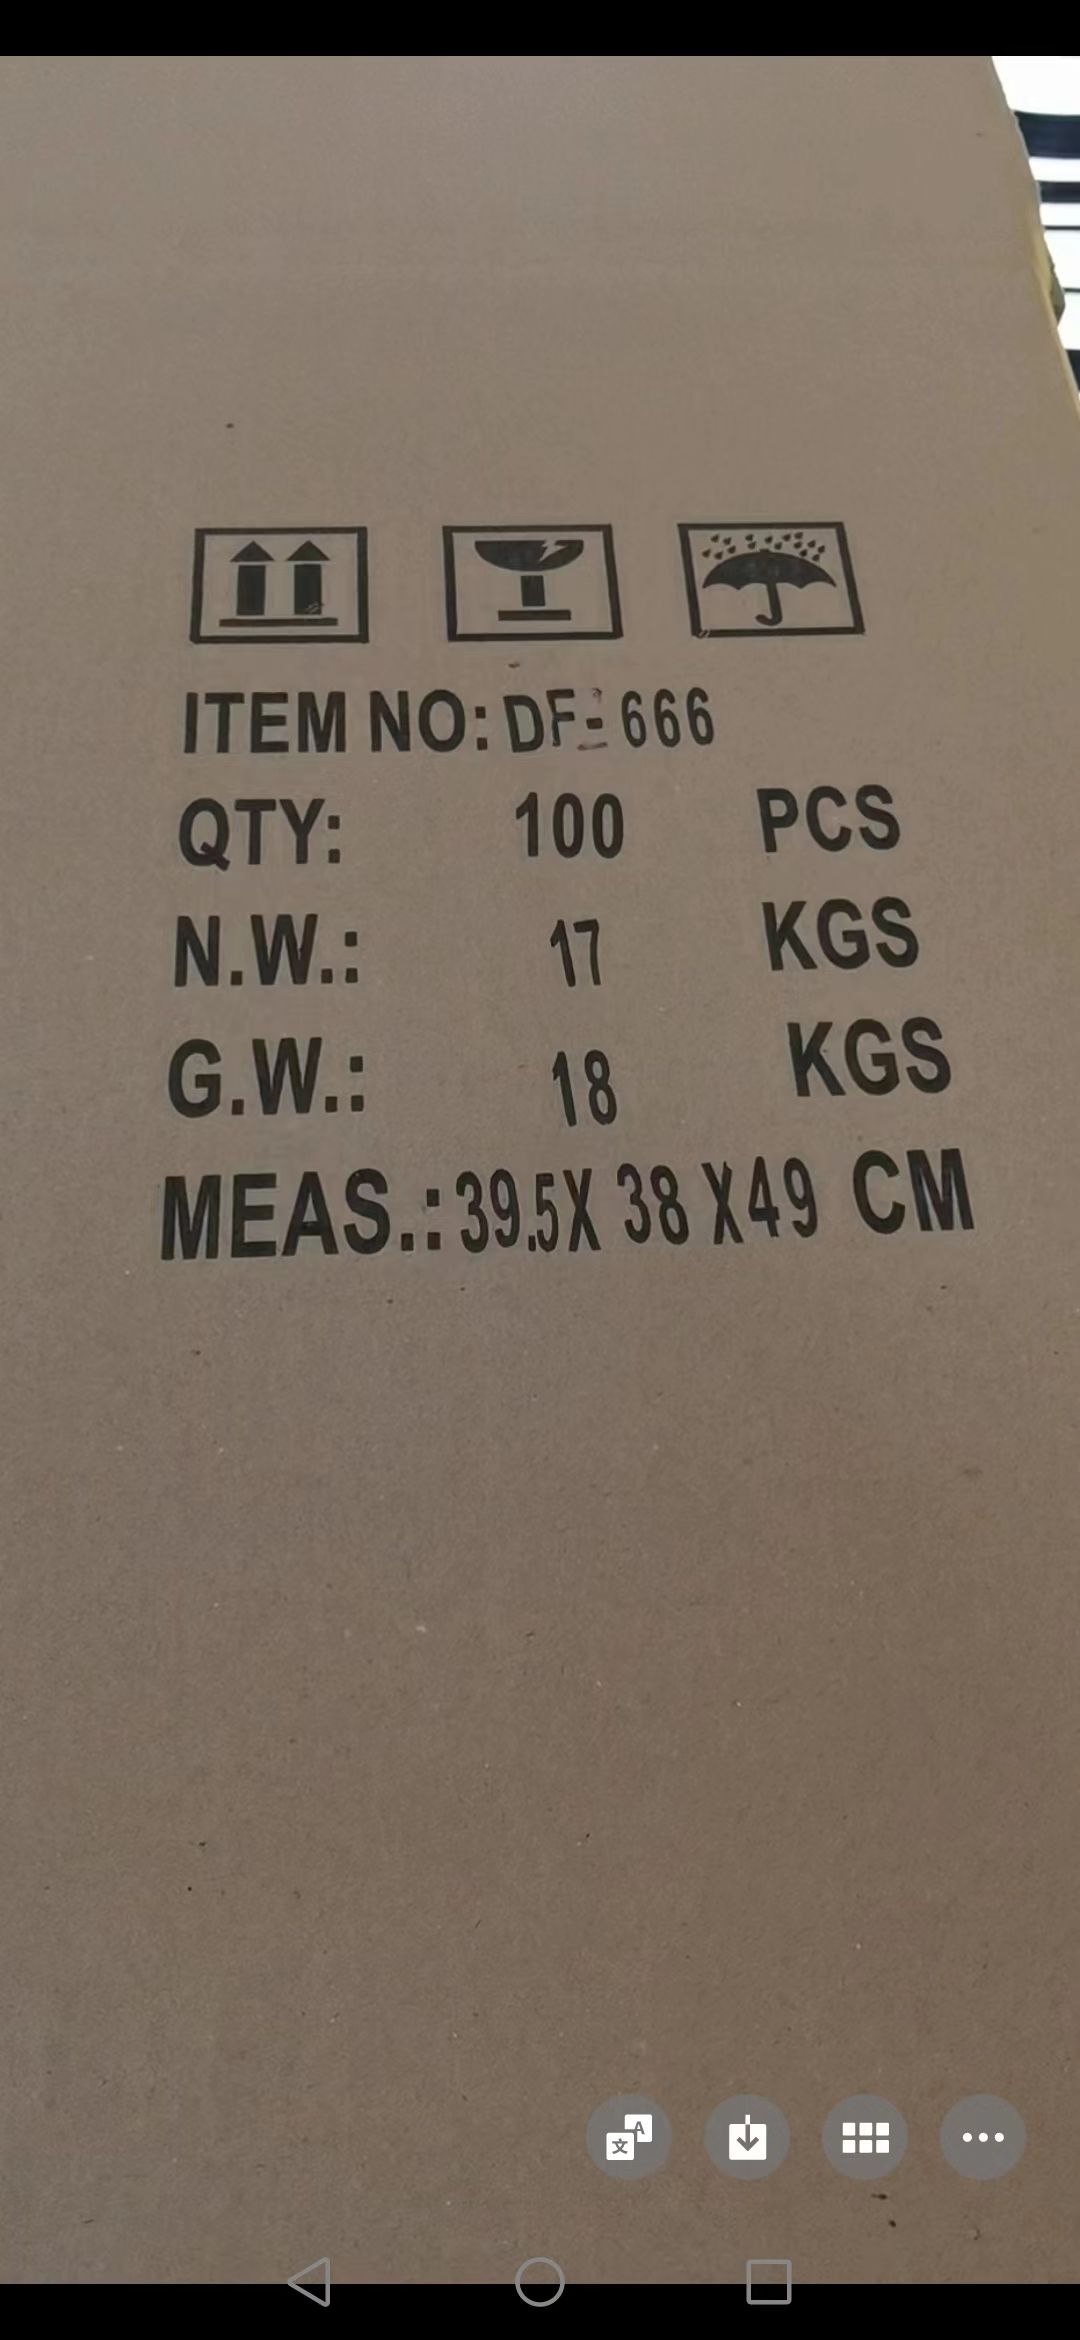 ITEM NO: DF-666
QTY: 100 PCS
N.W.: 17 KGS
G.W.: 18 KGS
MEAS.: 39.5X 38 X49 CM